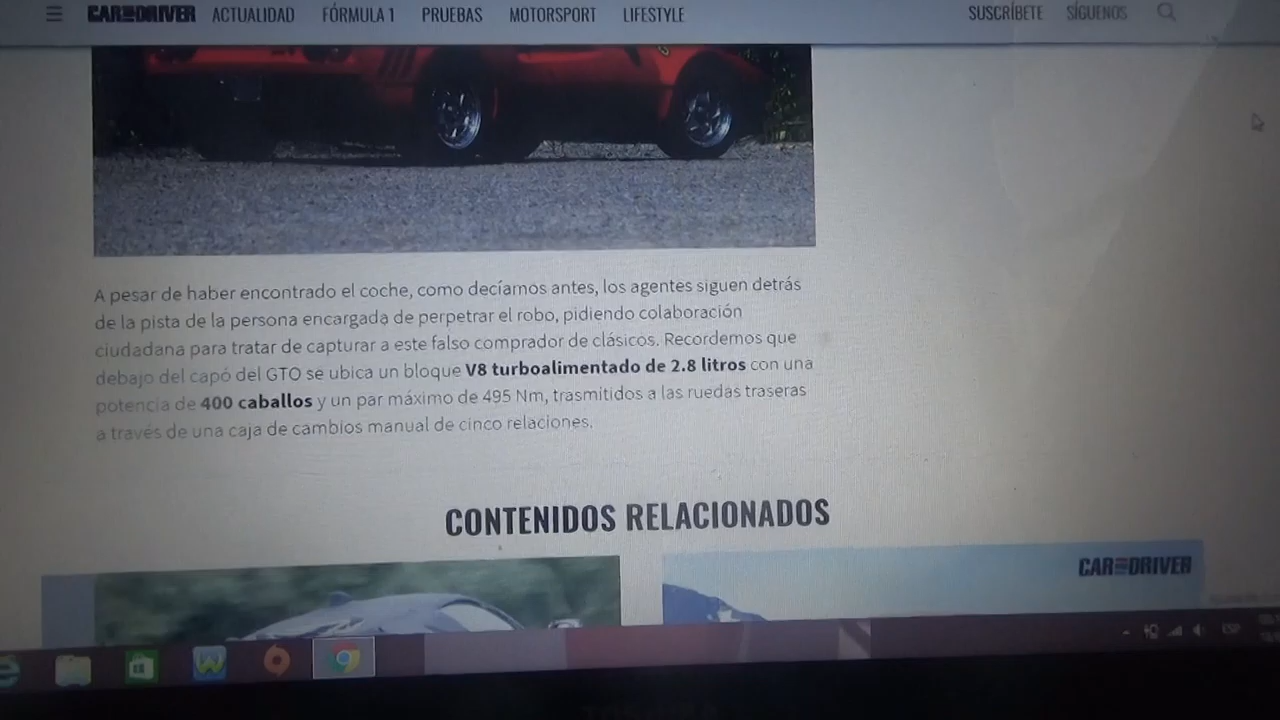 CAR AND DRIVER ACTUALIDAD FÓRMULA 1 PRUEBAS MOTORSPORT LIFESTYLE SUSCRÍBETE SÍGUENOS
A pesar de haber encontrado el coche, como decíamos antes, los agentes siguen detrás
de la pista de la persona encargada de perpetrar el robo, pidiendo colaboración
ciudadana para tratar de capturar a este falso comprador de clásicos. Recordemos que
debajo del capó del GTO se ubica un bloque V8 turboalimentado de 2.8 litros con una
potencia de 400 caballos y un par máximo de 495 Nm, trasmitidos a las ruedas traseras
a través de una caja de cambios manual de cinco relaciones.
CONTENIDOS RELACIONADOS
CAR AND DRIVER
ESP